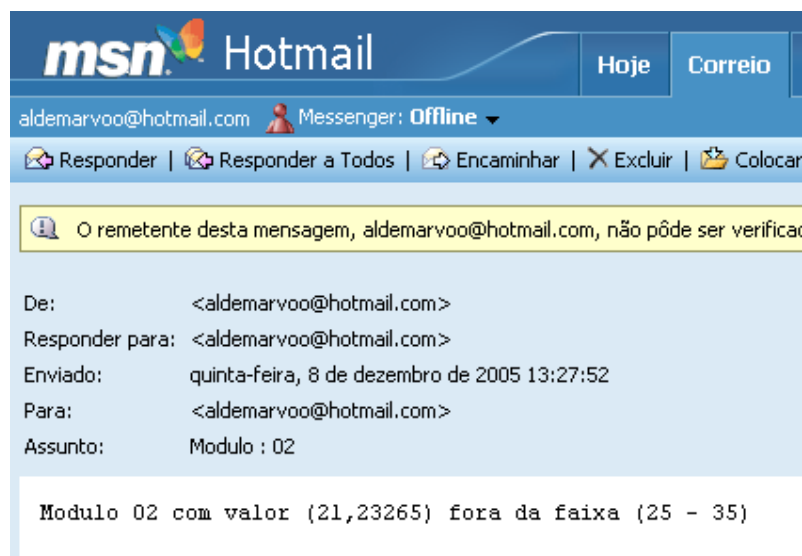 msn Hotmail Hoje Correio
aldemarvoo@hotmail.com Messenger: Offline
Responder | Responder a Todos | Encaminhar | Excluir | Colocar
O remetente desta mensagem, aldemarvoo@hotmail.com, não pôde ser
De: <aldemarvoo@hotmail.com>
Responder para: <aldemarvoo@hotmail.com>
Enviado: quinta-feira, 8 de dezembro de 2005 13:27:52
Para: <aldemarvoo@hotmail.com>
Assunto: Modulo : 02
Modulo 02 com valor (21,23265) fora da faixa (25 - 35)